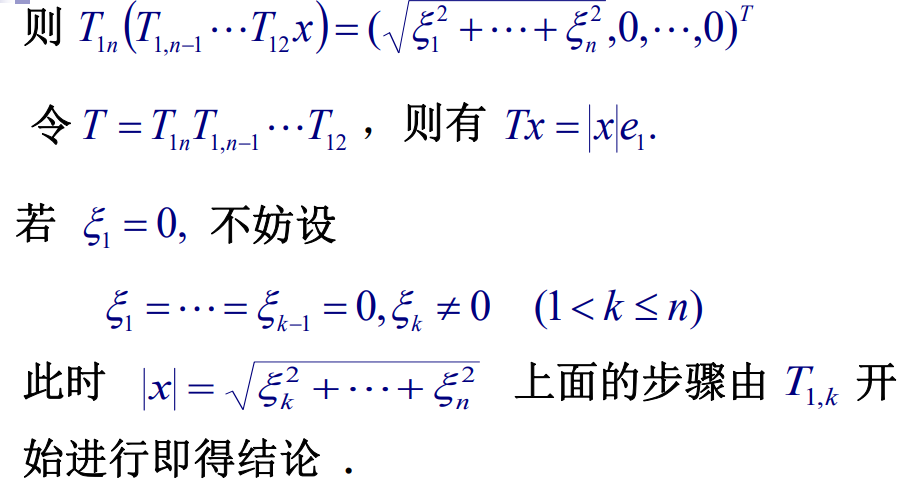 则 $T_{1n}(T_{1,n-1}\cdots T_{12}x)=(\sqrt{\xi_1^2+\cdots+\xi_n^2},0,\cdots,0)^T$
令 $T=T_{1n}T_{1,n-1}\cdots T_{12}$ ，则有 $Tx=|x|e_1.$
若 $\xi_1=0,$ 不妨设
$\xi_1=\cdots=\xi_{k-1}=0,\xi_k\neq 0\quad(1<k\leq n)$
此时 $|x|=\sqrt{\xi_k^2+\cdots+\xi_n^2}$ 上面的步骤由 $T_{1,k}$ 开
始进行即得结论．